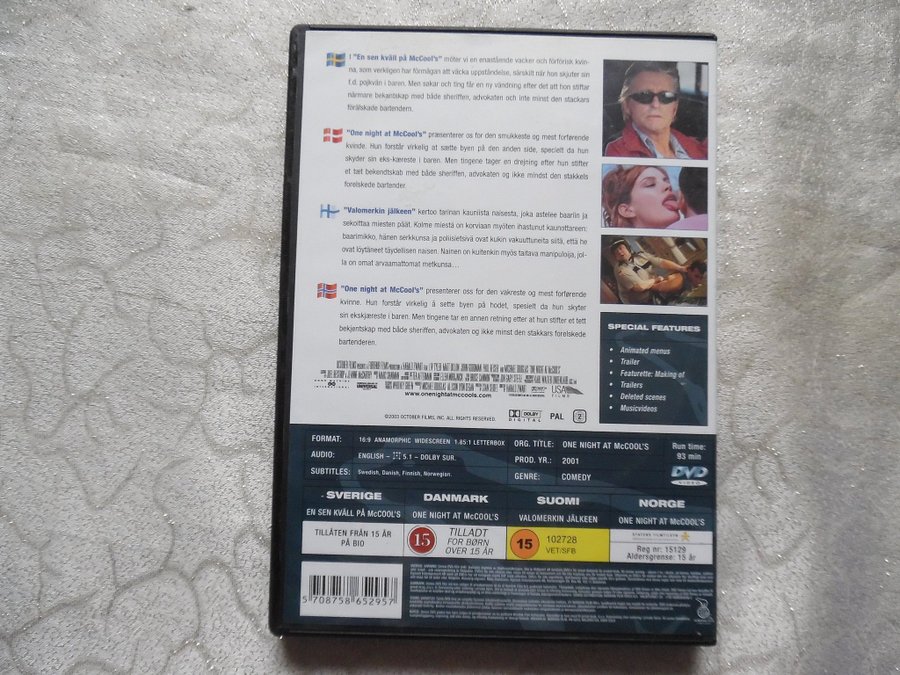 I "En sen kväll på McCool's" möter vi en enastående vacker och förförisk kvin-
na, som verkligen har förmågan att väcka uppståndelse, särskilt när hon skjuter sin
f.d. pojkvän i baren. Men saker och ting får en ny vändning efter det att hon stiftar
närmare bekantskap med både sheriffen, advokaten och inte minst den stackars
förälskade bartendern.
"One night at McCool's" præsenterer os for den smukkeste og mest forførende
kvinde. Hun forstår virkelig at sætte byen på den anden side, specielt da hun
skyder sin eks-kæreste i baren. Men tingene tager en drejning efter hun stifter
et tæt bekendtskab med både sheriffen, advokaten og ikke mindst den stakkels
forelskede bartender.
"Valomerkin jälkeen" kertoo tarinan kauniista naisesta, joka astelee baariin ja
sekoittaa miesten päät. Kolme miestä on korviaan myöten ihastunut kaunottareen:
baarimikko, hänen serkkunsa ja poliisietsivä ovat kukin vakuuttuneita siitä, että he
ovat löytäneet täydellisen naisen. Nainen on kuitenkin myös taitava manipuloija, jol-
la on omat arvaamattomat metkunsa...
"One night at McCool's" presenterer oss for den vakreste og mest forførende
kvinne. Hun forstår virkelig å sette byen på hodet, spesielt da hun skyter
sin ekskjæreste i baren. Men tingene tar en annen retning etter at hun stifter et tett
bekjentskap med både sheriffen, advokaten og ikke minst den stakkars forelskede
bartenderen.
SPECIAL FEATURES
• Animated menus
• Trailer
• Featurette: Making of
• Trailers
• Deleted scenes
• Musicvideos
UNIVERSAL
USA
FILMS
www.onenightatmccools.com
©2001 OCTOBER FILMS, INC. ALL RIGHTS RESERVED.
DOLBY
DIGITAL
PAL
2
FORMAT: 16:9 ANAMORPHIC WIDESCREEN 1.85:1 LETTERBOX
AUDIO: ENGLISH - 5.1 - DOLBY SUR.
SUBTITLES: Swedish, Danish, Finnish, Norwegian.
ORG. TITLE: ONE NIGHT AT McCOOL'S
PROD. YR.: 2001
GENRE: COMEDY
Run time:
93 min
DVD
VIDEO
SVERIGE
EN SEN KVÄLL PÅ McCOOL'S
TILLÅTEN FRÅN 15 ÅR
PÅ BIO
DANMARK
ONE NIGHT AT McCOOL'S
15
TILLADT
FOR BØRN
OVER 15 ÅR
SUOMI
VALOMERKIN JÄLKEEN
15
102728
VET/SFB
NORGE
ONE NIGHT AT McCOOL'S
STATENS FILMTILSYN
Reg nr: 15129
Aldersgrense: 15 år
5 708758 652957